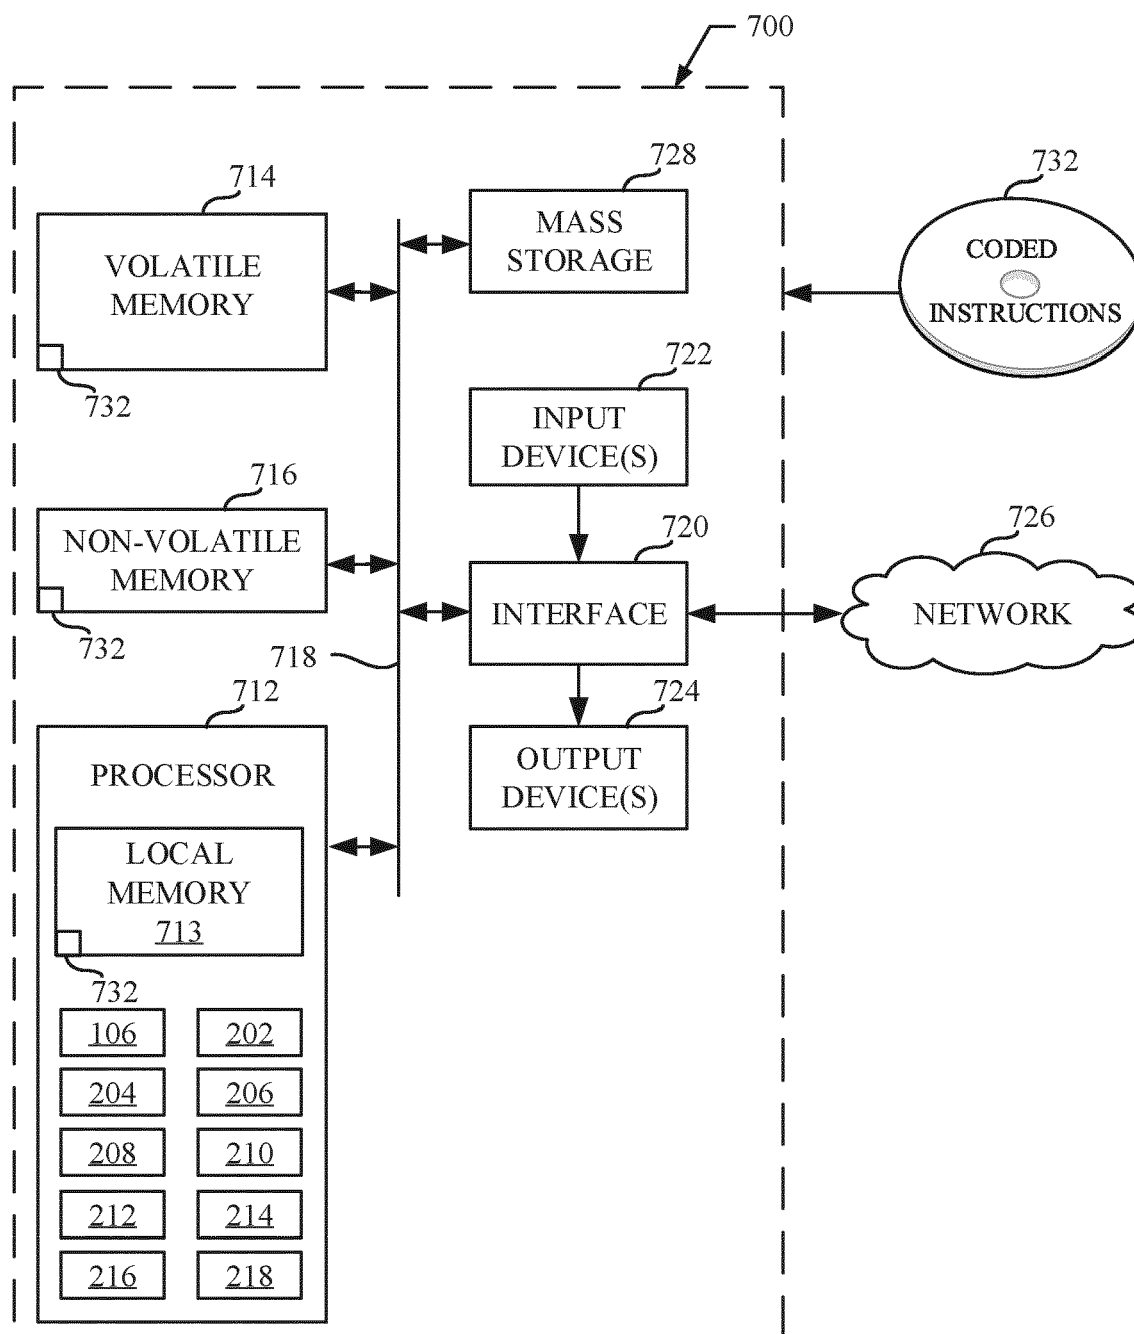 700
714
VOLATILE
MEMORY
732
728
MASS
STORAGE
732
CODED
INSTRUCTIONS
722
INPUT
DEVICE(S)
716
NON-VOLATILE
MEMORY
732
718
720
INTERFACE
726
NETWORK
724
OUTPUT
DEVICE(S)
712
PROCESSOR
LOCAL
MEMORY
713
732
106
202
204
206
208
210
212
214
216
218